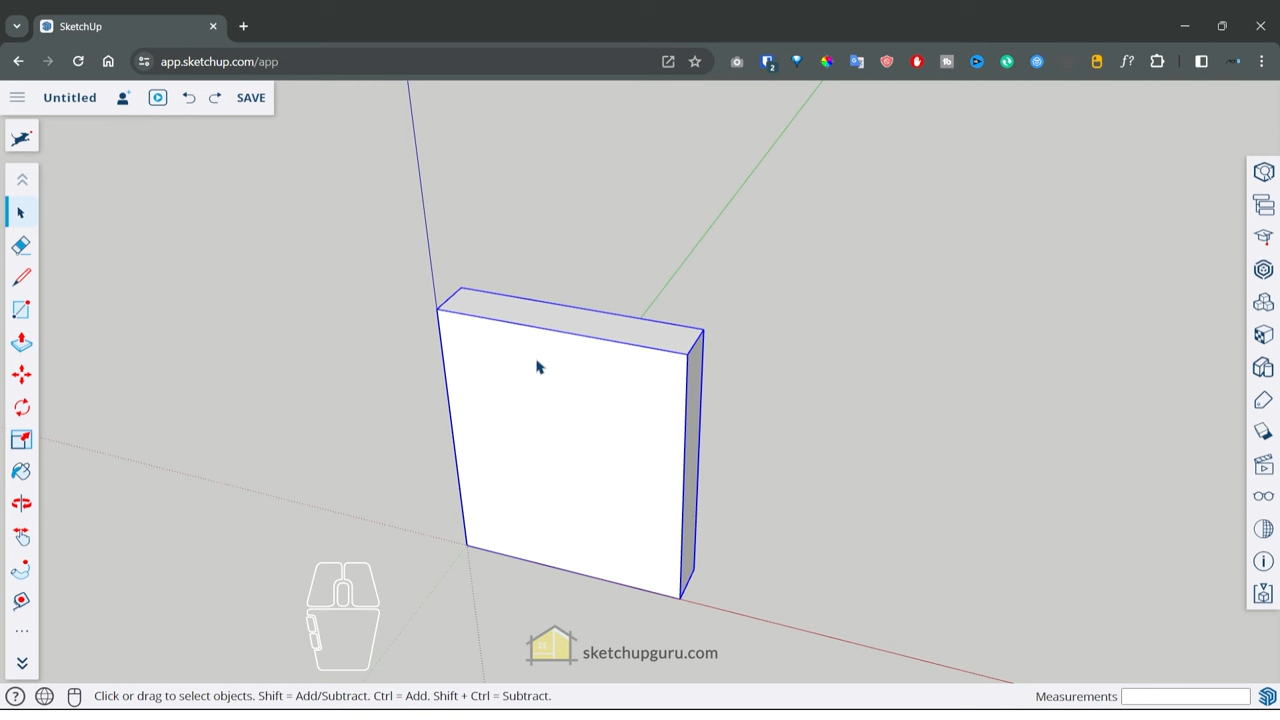 SketchUp
app.sketchup.com/app
2
f?
Untitled
SAVE
sketchupguru.com
Click or drag to select objects. Shift = Add/Subtract. Ctrl = Add. Shift + Ctrl = Subtract.
Measurements